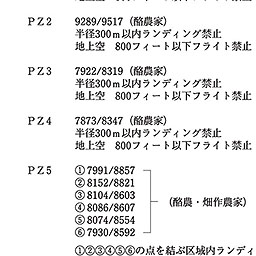 ＰＺ２　9289/9517（酪農家）
半径300ｍ以内ランディング禁止
地上空　800フィート以下フライト禁止
ＰＺ３　7922/8319（酪農家）
半径300ｍ以内ランディング禁止
地上空　800フィート以下フライト禁止
ＰＺ４　7873/8347（酪農家）
半径300ｍ以内ランディング禁止
地上空　800フィート以下フライト禁止
ＰＺ５　①7991/8857
②8152/8821
③8104/8603
④8086/8607　（酪農・畑作農家）
⑤8074/8554
⑥7930/8592
①②③④⑤⑥の点を結ぶ区域内ランディ